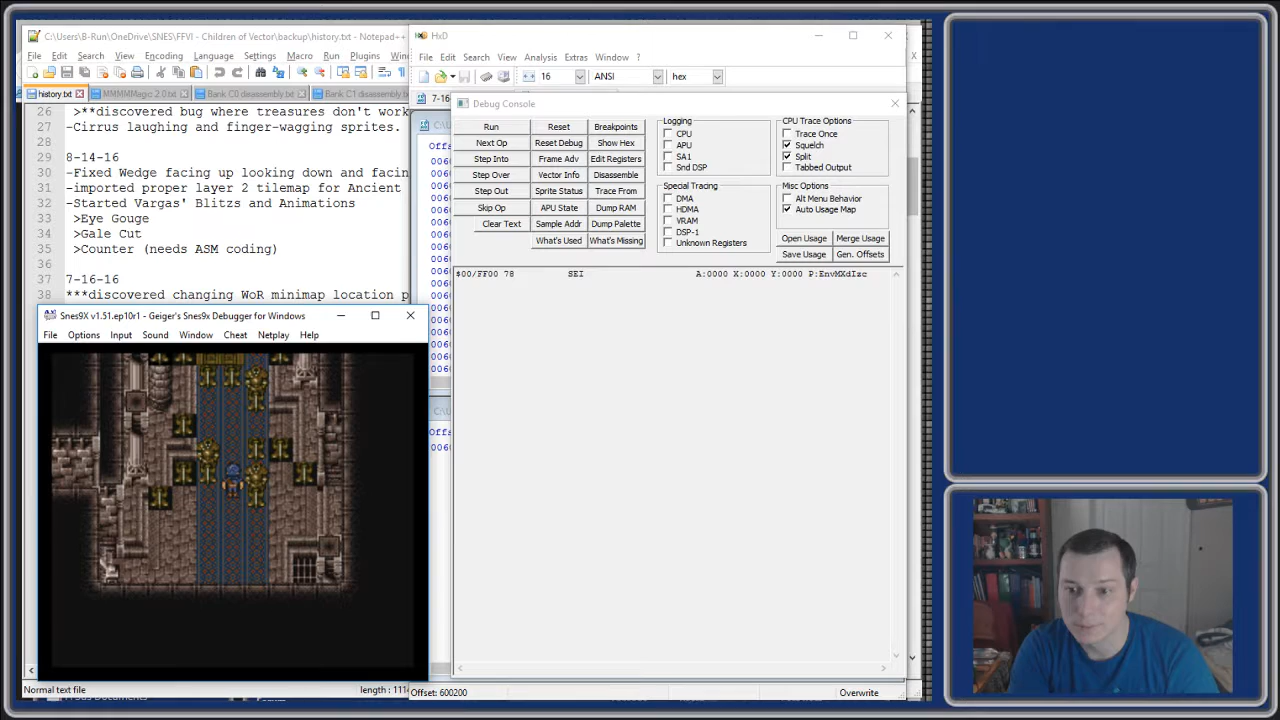 C:\Users\B-Run\OneDrive\SNES\FFVI - Children of Vector\backup\history.txt - Notepad++
File Edit Search View Encoding Language Settings Macro Run Plugins
history.txt MMMMMagic 2.0.txt Bank C0 disassembly.txt Bank C1 disassembly
26 >**discovered bug where treasures don't work
27 -Cirrus laughing and finger-wagging sprites.
28
29 8-14-16
30 -Fixed Wedge facing up looking down and facin
31 -imported proper layer 2 tilemap for Ancient
32 -Started Vargas' Blitzs and Animations
33 >Eye Gouge
34 >Gale Cut
35 >Counter (needs ASM coding)
36
37 7-16-16
38 ***discovered changing WoR minimap location p
Normal text file
HxD
File Edit Search View Analysis Extras Window ?
16 ANSI hex
7-16
Offs
Offs
Offset: 600200
Overwrite
Debug Console
Run Reset Breakpoints
Next Op Reset Debug Show Hex
Step Into Frame Adv Edit Registers
Step Over Vector Info Disassemble
Step Out Sprite Status Trace From
Skip Op APU State Dump RAM
Clear Text Sample Addr Dump Palette
What's Used What's Missing
Logging
CPU
APU
SA1
Snd DSP
Special Tracing
DMA
HDMA
VRAM
DSP-1
Unknown Registers
CPU Trace Options
Trace Once
Squelch
Split
Tabbed Output
Misc Options
Alt Menu Behavior
Auto Usage Map
Open Usage Merge Usage
Save Usage Gen. Offsets
$00/FF00 78 SEI A:0000 X:0000 Y:0000 P:EnvMXdIzc
Snes9X v1.51.ep10r1 - Geiger's Snes9x Debugger for Windows
File Options Input Sound Window Cheat Netplay Help